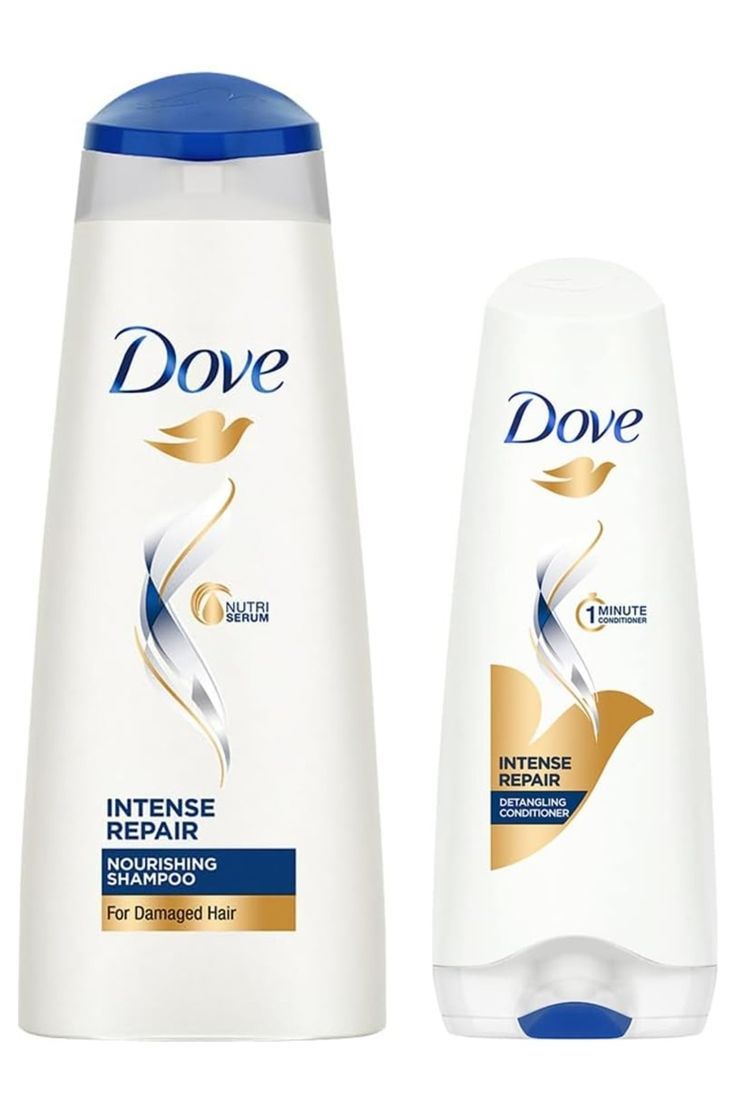 Dove
NUTRI
SERUM
INTENSE
REPAIR
NOURISHING
SHAMPOO
For Damaged Hair
Dove
1 MINUTE
CONDITIONER
INTENSE
REPAIR
DETANGLING
CONDITIONER